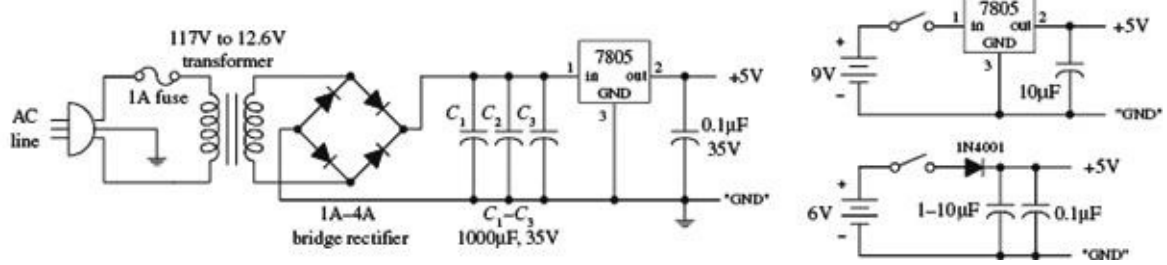 117V to 12.6V
transformer
1A fuse
AC
line
1A–4A
bridge rectifier
C₁ C₂ C₃
C₁–C₃
1000μF, 35V
7805
1 in out 2
GND
3
+5V
0.1μF
35V
"GND"
7805
1 in out 2
GND
3
+5V
+
9V
–
10μF
"GND"
1N4001
+5V
+
6V
–
1–10μF
0.1μF
"GND"